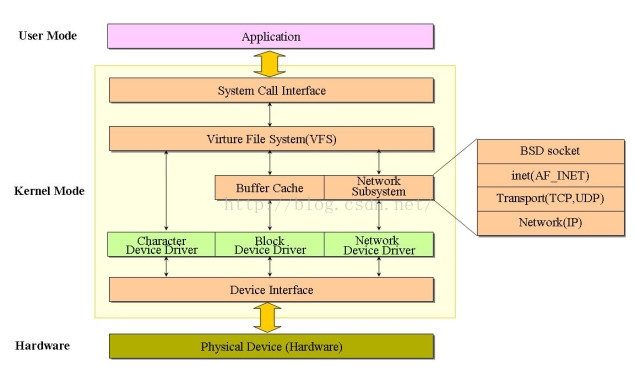 User Mode
Application
System Call Interface
Virture File System(VFS)
Kernel Mode
Buffer Cache
Network
Subsystem
BSD socket
inet(AF_INET)
Transport(TCP,UDP)
Network(IP)
http://blog.csdn.net/
Character
Device Driver
Block
Device Driver
Network
Device Driver
Device Interface
Hardware
Physical Device (Hardware)